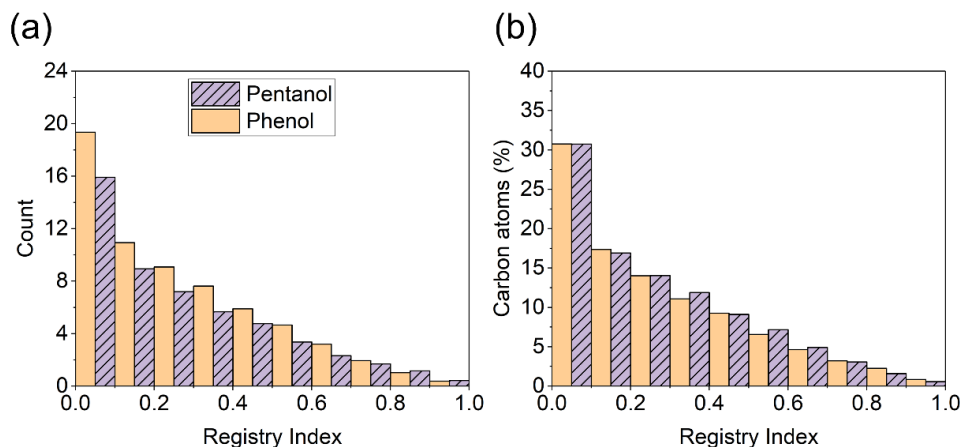 (a)
(b)
24
20
16
12
8
4
0
Count
Pentanol
Phenol
0.0 0.2 0.4 0.6 0.8 1.0
Registry Index
40
35
30
25
20
15
10
5
0
Carbon atoms (%)
0.0 0.2 0.4 0.6 0.8 1.0
Registry Index